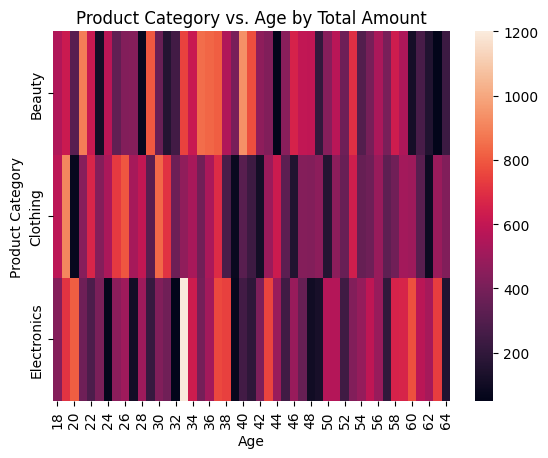 Product Category vs. Age by Total Amount
Product Category
Beauty
Clothing
Electronics
18 20 22 24 26 28 30 32 34 36 38 40 42 44 46 48 50 52 54 56 58 60 62 64
Age
1200
1000
800
600
400
200